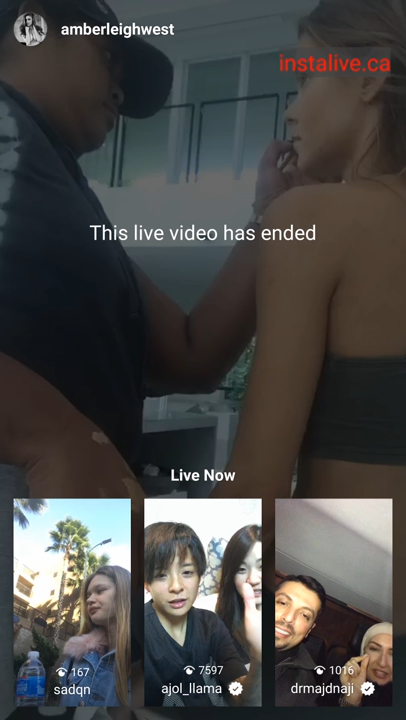 amberleighwest
instalive.ca
This live video has ended
Live Now
167
sadqn
7597
ajol_llama
1016
drmajdnaji